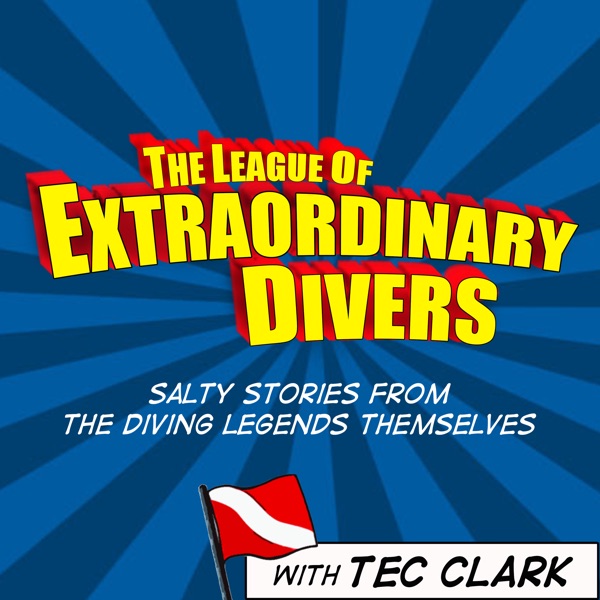 THE LEAGUE OF
EXTRAORDINARY
DIVERS
SALTY STORIES FROM
THE DIVING LEGENDS THEMSELVES
WITH TEC CLARK